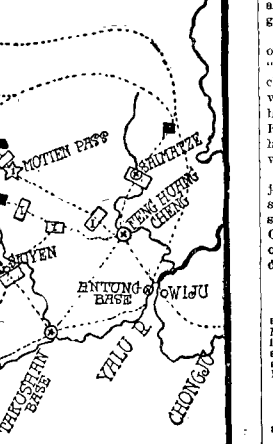 MOTIEN PASS
SAIMATZE
FENG HUANG
CHENG
ANTUNG
BASE
WIJU
YALU R.
TAKUSHAN
BASE
CHONGJU